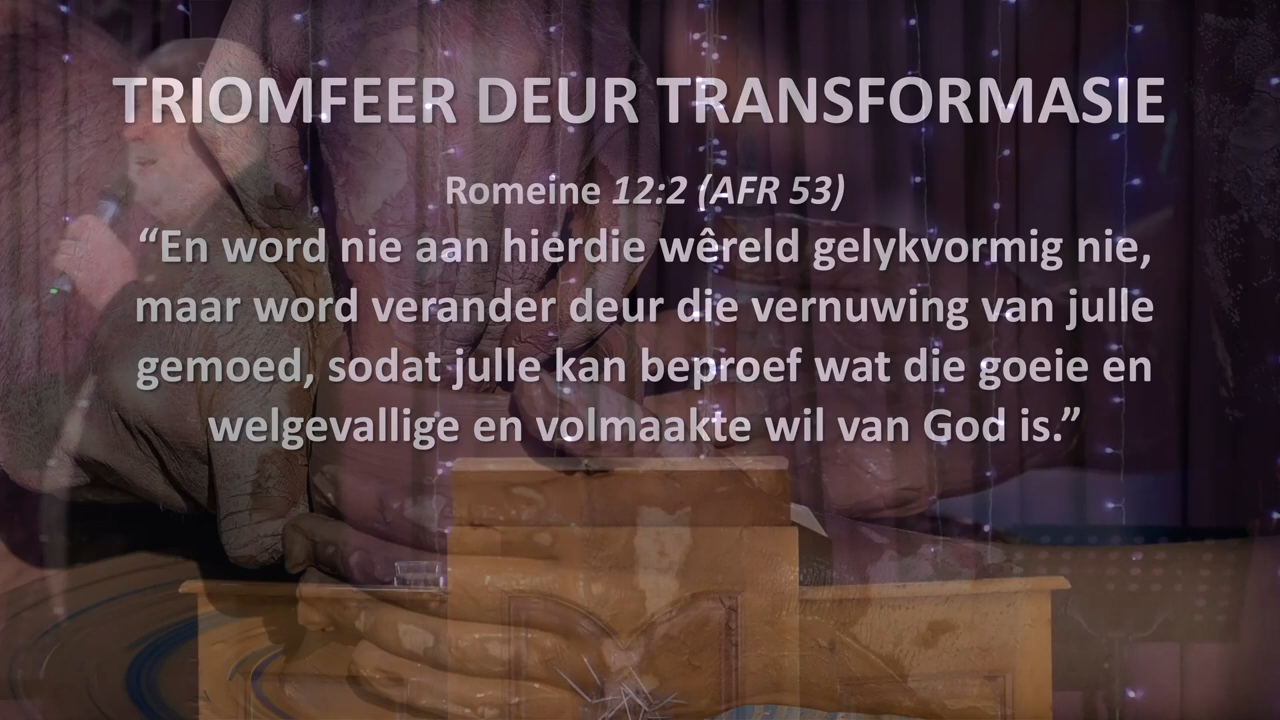 TRIOMFEER DEUR TRANSFORMASIE
Romeine 12:2 (AFR 53)
“En word nie aan hierdie wêreld gelykvormig nie,
maar word verander deur die vernuwing van julle
gemoed, sodat julle kan beproef wat die goeie en
welgevallige en volmaakte wil van God is.”